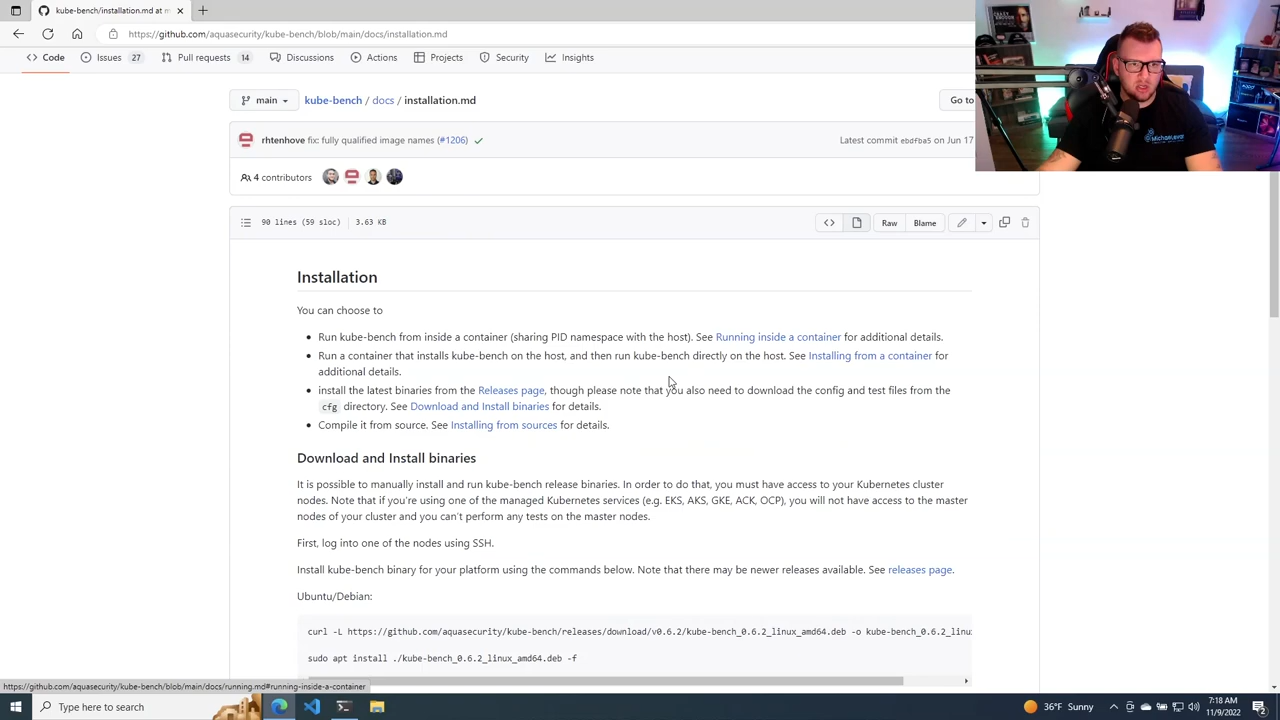 kube-bench/installation.md at m
https://github.com/aquasecurity/kube-bench/blob/main/docs/installation.md
Code
Issues 27
Pull requests 14
Discussions
Actions
Projects
Security
Insights
main
kube-bench / docs / installation.md
Go to
rhtenhove fix: fully qualified image names (#1206)
Latest commit ebdfba5 on Jun 17
4 contributors
90 lines (59 sloc) 3.63 KB
Raw
Blame
Installation
You can choose to
Run kube-bench from inside a container (sharing PID namespace with the host). See Running inside a container for additional details.
Run a container that installs kube-bench on the host, and then run kube-bench directly on the host. See Installing from a container for
additional details.
install the latest binaries from the Releases page, though please note that you also need to download the config and test files from the
cfg directory. See Download and Install binaries for details.
Compile it from source. See Installing from sources for details.
Download and Install binaries
It is possible to manually install and run kube-bench release binaries. In order to do that, you must have access to your Kubernetes cluster
nodes. Note that if you're using one of the managed Kubernetes services (e.g. EKS, AKS, GKE, ACK, OCP), you will not have access to the master
nodes of your cluster and you can't perform any tests on the master nodes.
First, log into one of the nodes using SSH.
Install kube-bench binary for your platform using the commands below. Note that there may be newer releases available. See releases page.
Ubuntu/Debian:
curl -L https://github.com/aquasecurity/kube-bench/releases/download/v0.6.2/kube-bench_0.6.2_linux_amd64.deb -o kube-bench_0.6.2_linu
sudo apt install ./kube-bench_0.6.2_linux_amd64.deb -f
https://github.com/aquasecurity/kube-bench/blob/main/docs/running.md#running-inside-a-container
Type here to search
36°F Sunny
7:18 AM
11/9/2022
2